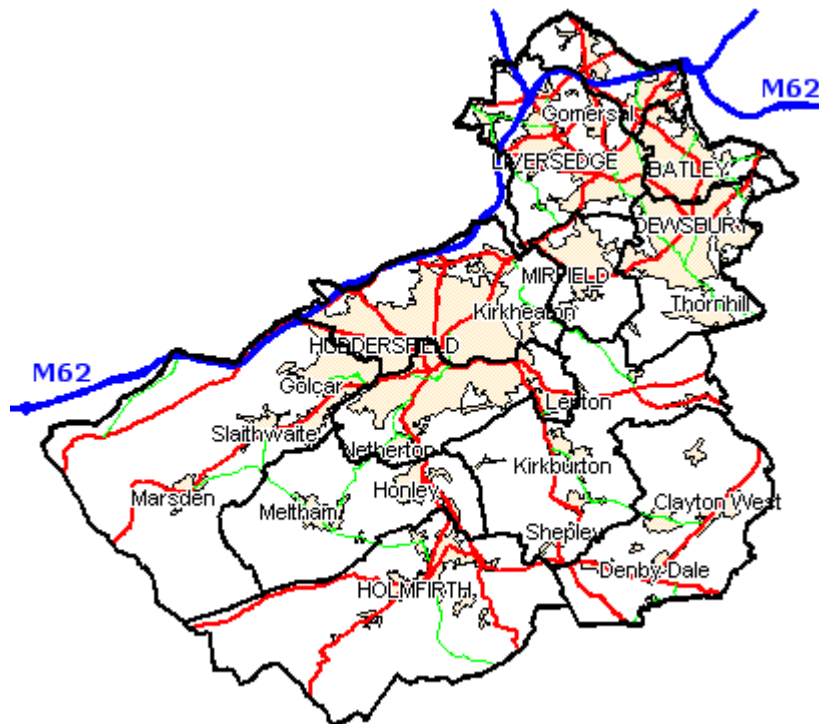 M62
Gomersal
LIVERSEDGE
BATLEY
DEWSBURY
MIRFIELD
Thornhill
Kirkheaton
HUDDERSFIELD
M62
Golcar
Lepton
Slaithwaite
Netherton
Kirkburton
Honley
Marsden
Meltham
Clayton West
Shepley
Denby Dale
HOLMFIRTH